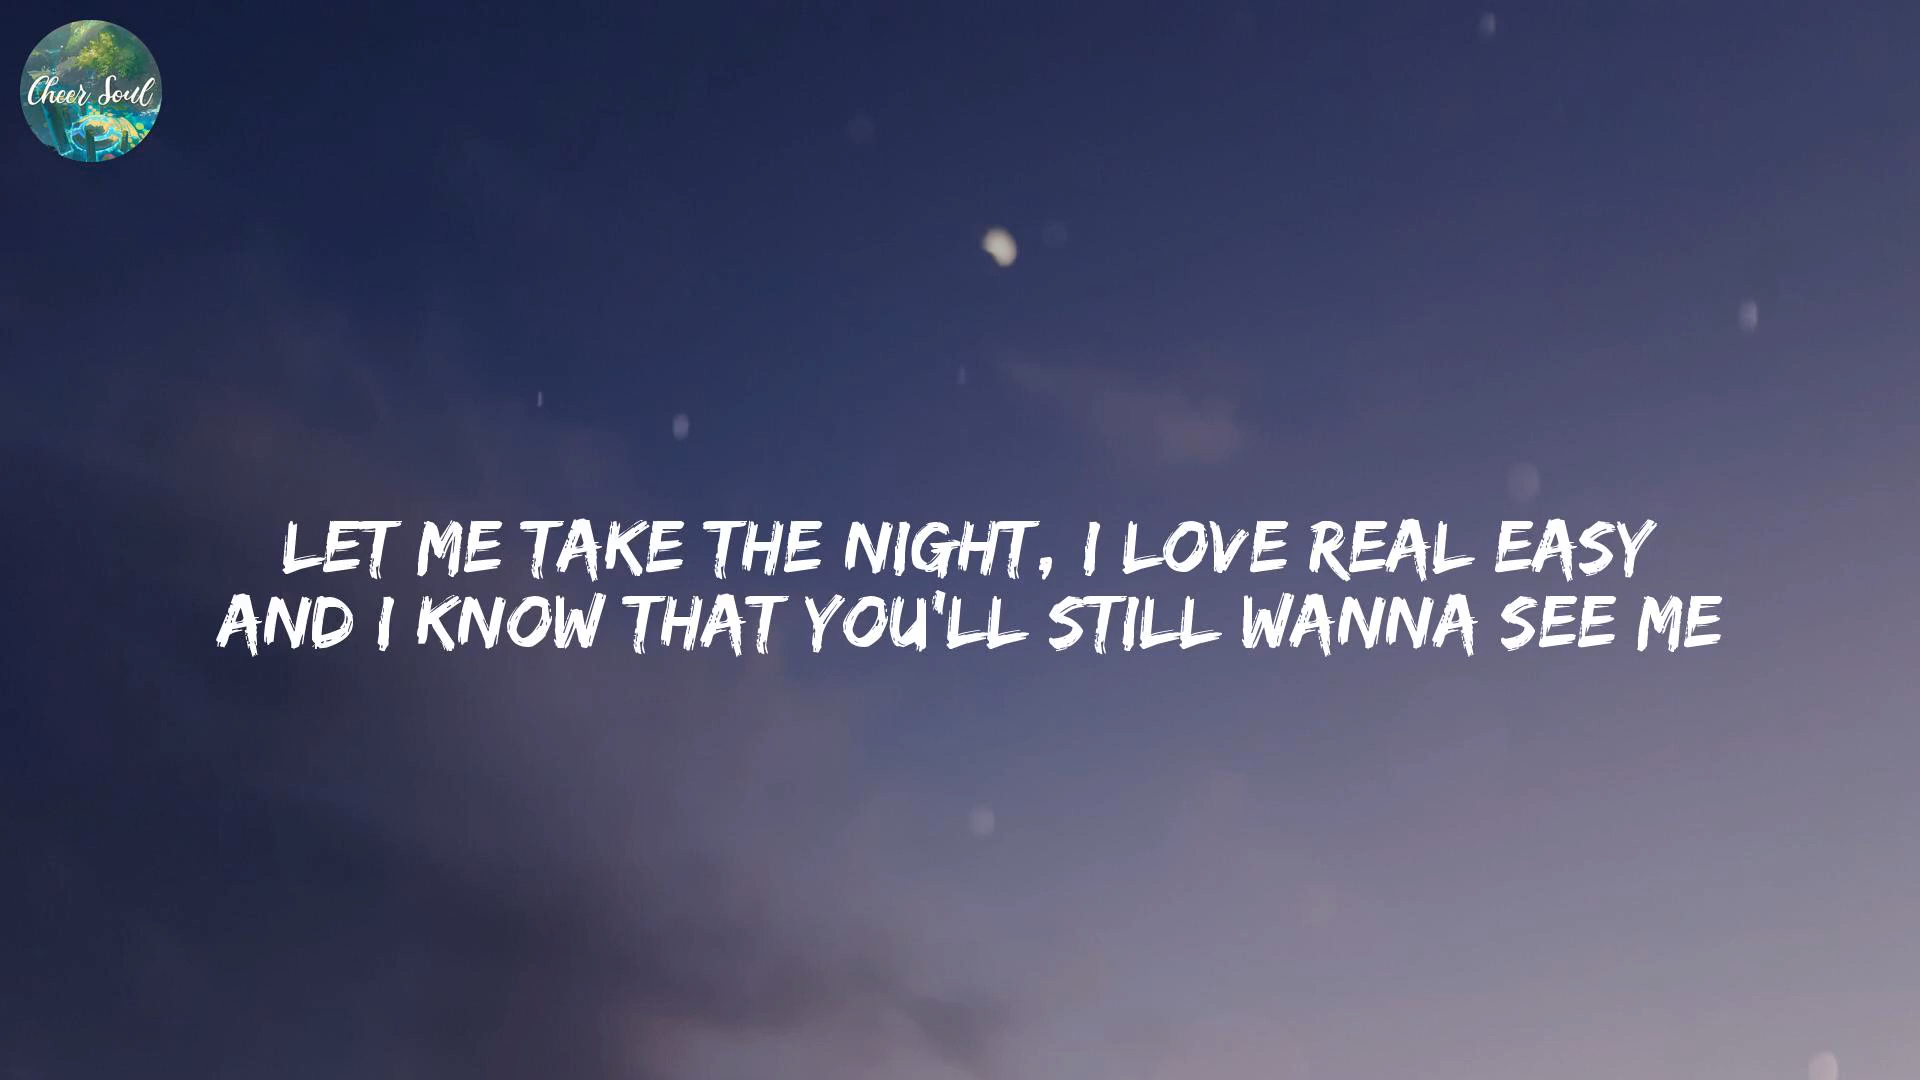 Cheer Soul
LET ME TAKE THE NIGHT, I LOVE REAL EASY
AND I KNOW THAT YOU'LL STILL WANNA SEE ME